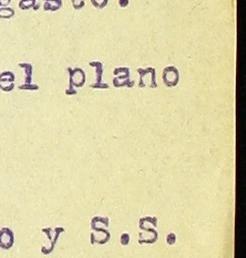 gasto.
el plano
o y S.S.